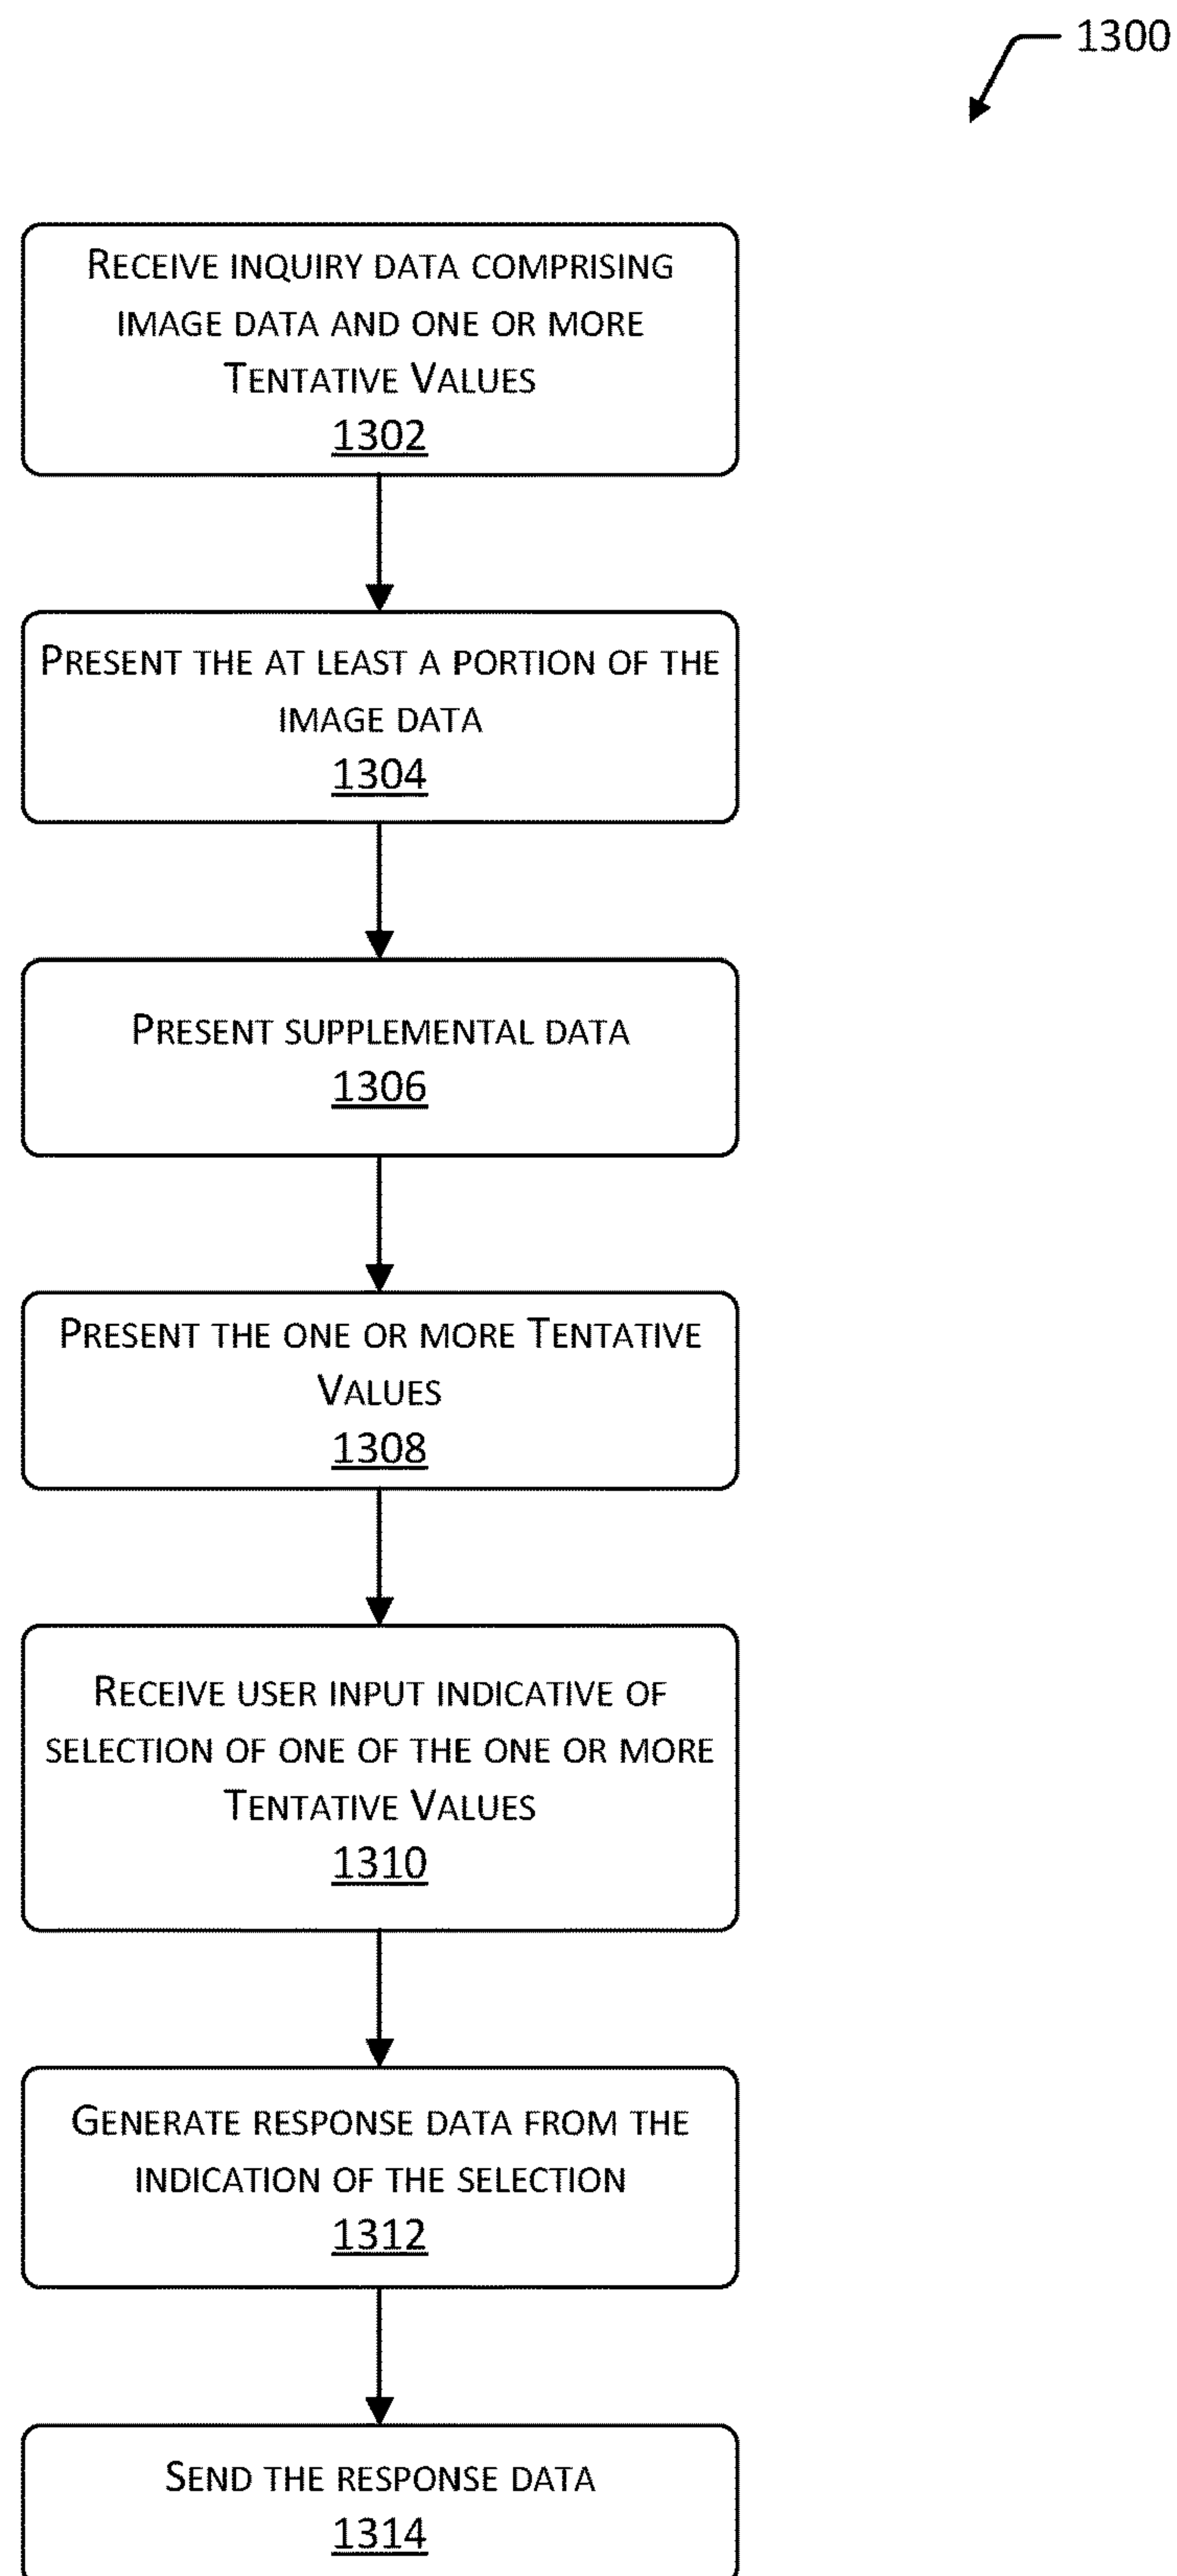 1300
RECEIVE INQUIRY DATA COMPRISING
IMAGE DATA AND ONE OR MORE
TENTATIVE VALUES
1302
PRESENT THE AT LEAST A PORTION OF THE
IMAGE DATA
1304
PRESENT SUPPLEMENTAL DATA
1306
PRESENT THE ONE OR MORE TENTATIVE
VALUES
1308
RECEIVE USER INPUT INDICATIVE OF
SELECTION OF ONE OF THE ONE OR MORE
TENTATIVE VALUES
1310
GENERATE RESPONSE DATA FROM THE
INDICATION OF THE SELECTION
1312
SEND THE RESPONSE DATA
1314